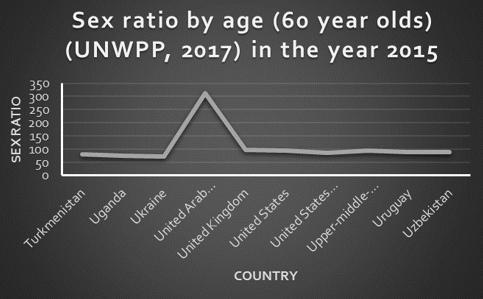 Sex ratio by age (60 year olds)
(UNWPP, 2017) in the year 2015
350
300
250
200
150
100
50
0
SEX RATIO
Turkmenistan
Uganda
Ukraine
United Arab...
United Kingdom
United States
United States...
Upper-middle-...
Uruguay
Uzbekistan
COUNTRY